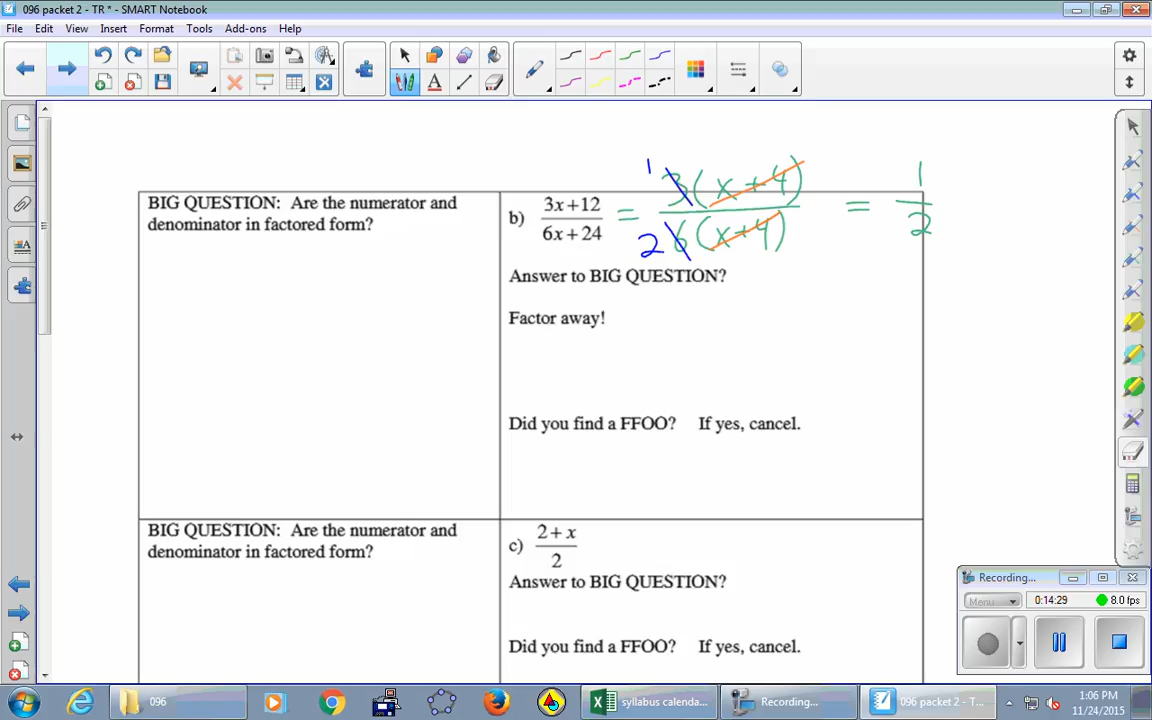 096 packet 2 - TR * - SMART Notebook
File Edit View Insert Format Tools Add-ons Help
BIG QUESTION: Are the numerator and
denominator in factored form?
b) 3x+12 / 6x+24 = 1 3(x+4) / 2 6(x+4) = 1 / 2
Answer to BIG QUESTION?
Factor away!
Did you find a FFOO? If yes, cancel.
BIG QUESTION: Are the numerator and
denominator in factored form?
c) 2+x / 2
Answer to BIG QUESTION?
Did you find a FFOO? If yes, cancel.
Recording...
Menu 0:14:29 8.0 fps
096
syllabus calenda...
Recording...
096 packet 2 - T...
1:06 PM
11/24/2015